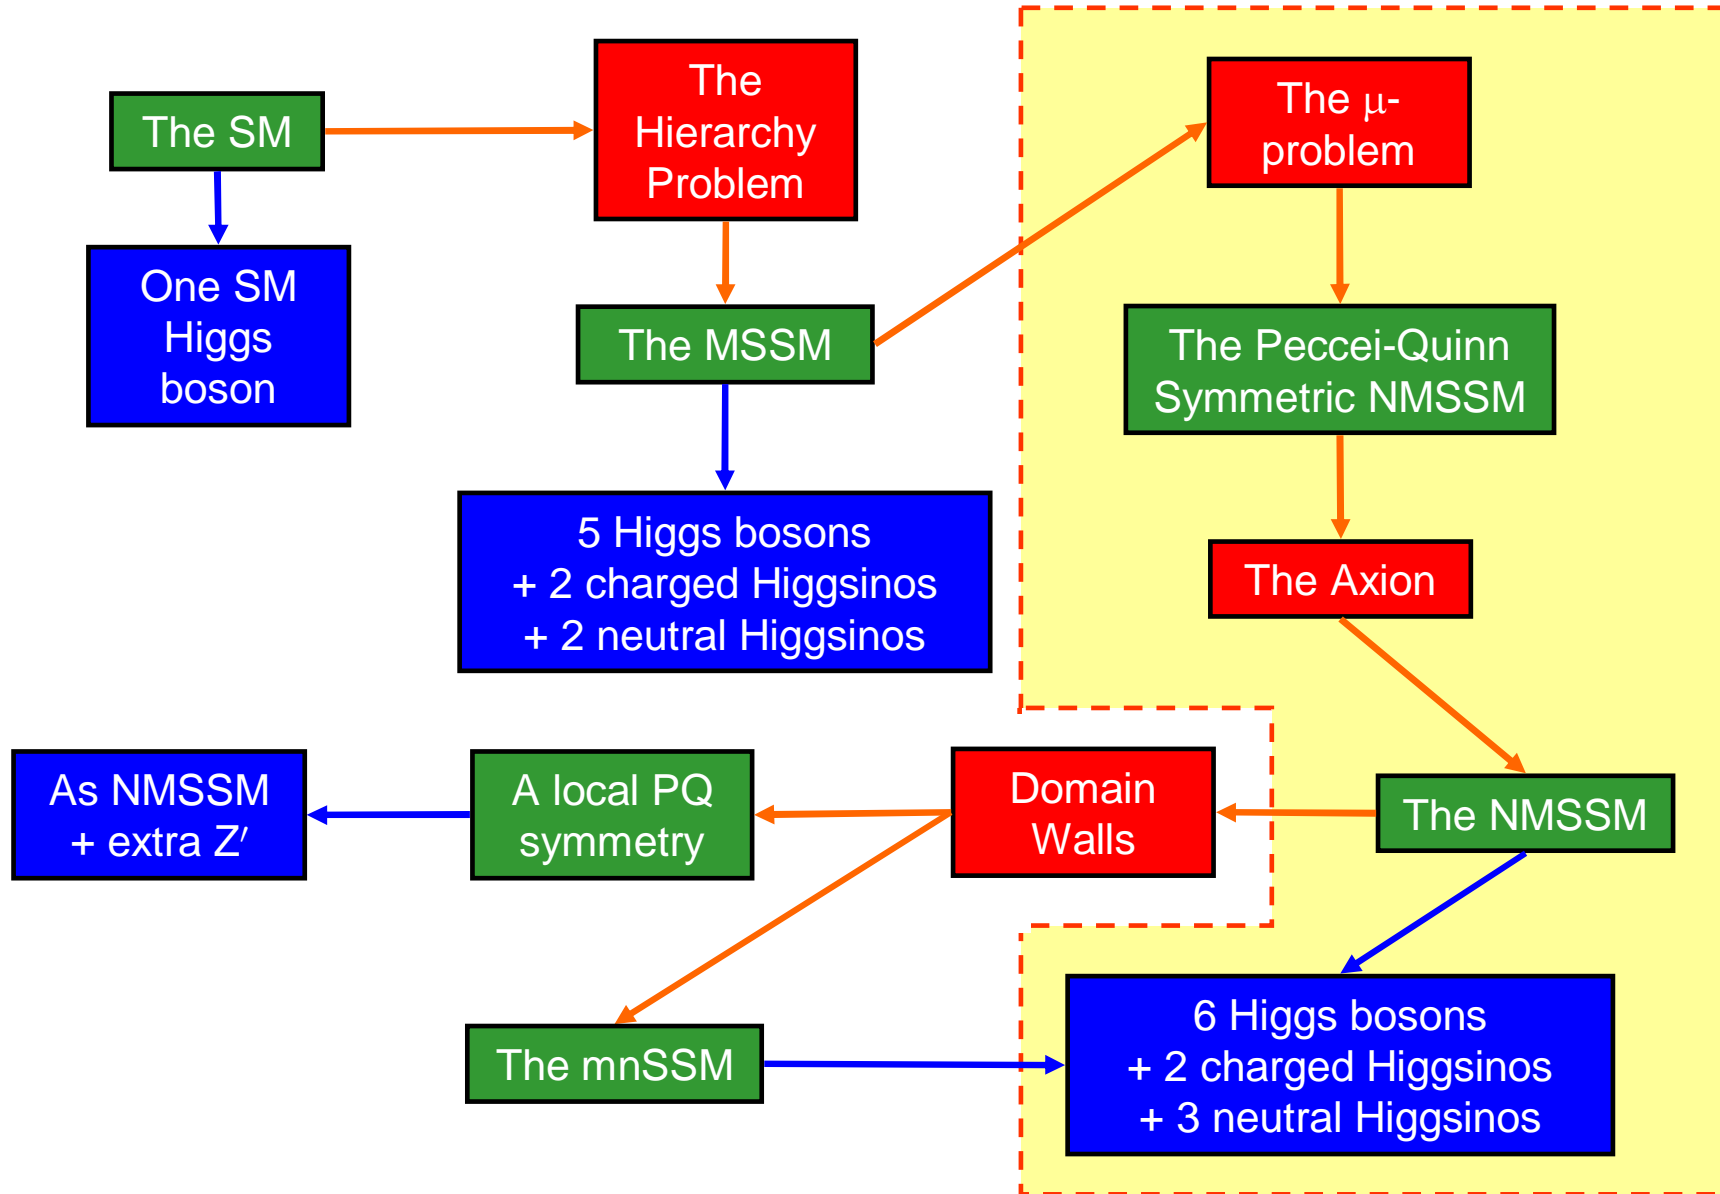 The SM
The
Hierarchy
Problem
The μ-
problem
One SM
Higgs
boson
The MSSM
The Peccei-Quinn
Symmetric NMSSM
5 Higgs bosons
+ 2 charged Higgsinos
+ 2 neutral Higgsinos
The Axion
As NMSSM
+ extra Z′
A local PQ
symmetry
Domain
Walls
The NMSSM
The mnSSM
6 Higgs bosons
+ 2 charged Higgsinos
+ 3 neutral Higgsinos